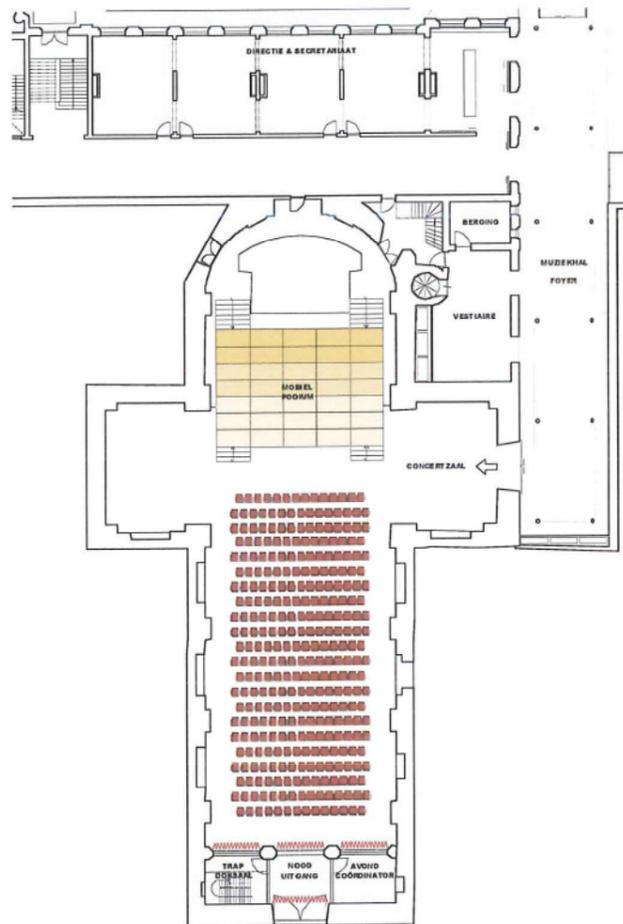 DIRECTIE & SECRETARIAAT
BERGING
MUZIEKHAL
FOYER
VESTIAIRE
MOBIEL
PODIUM
CONCERTZAAL
TRAP
DOKSAAL
NOOD
UITGANG
AVOND
COÖRDINATOR